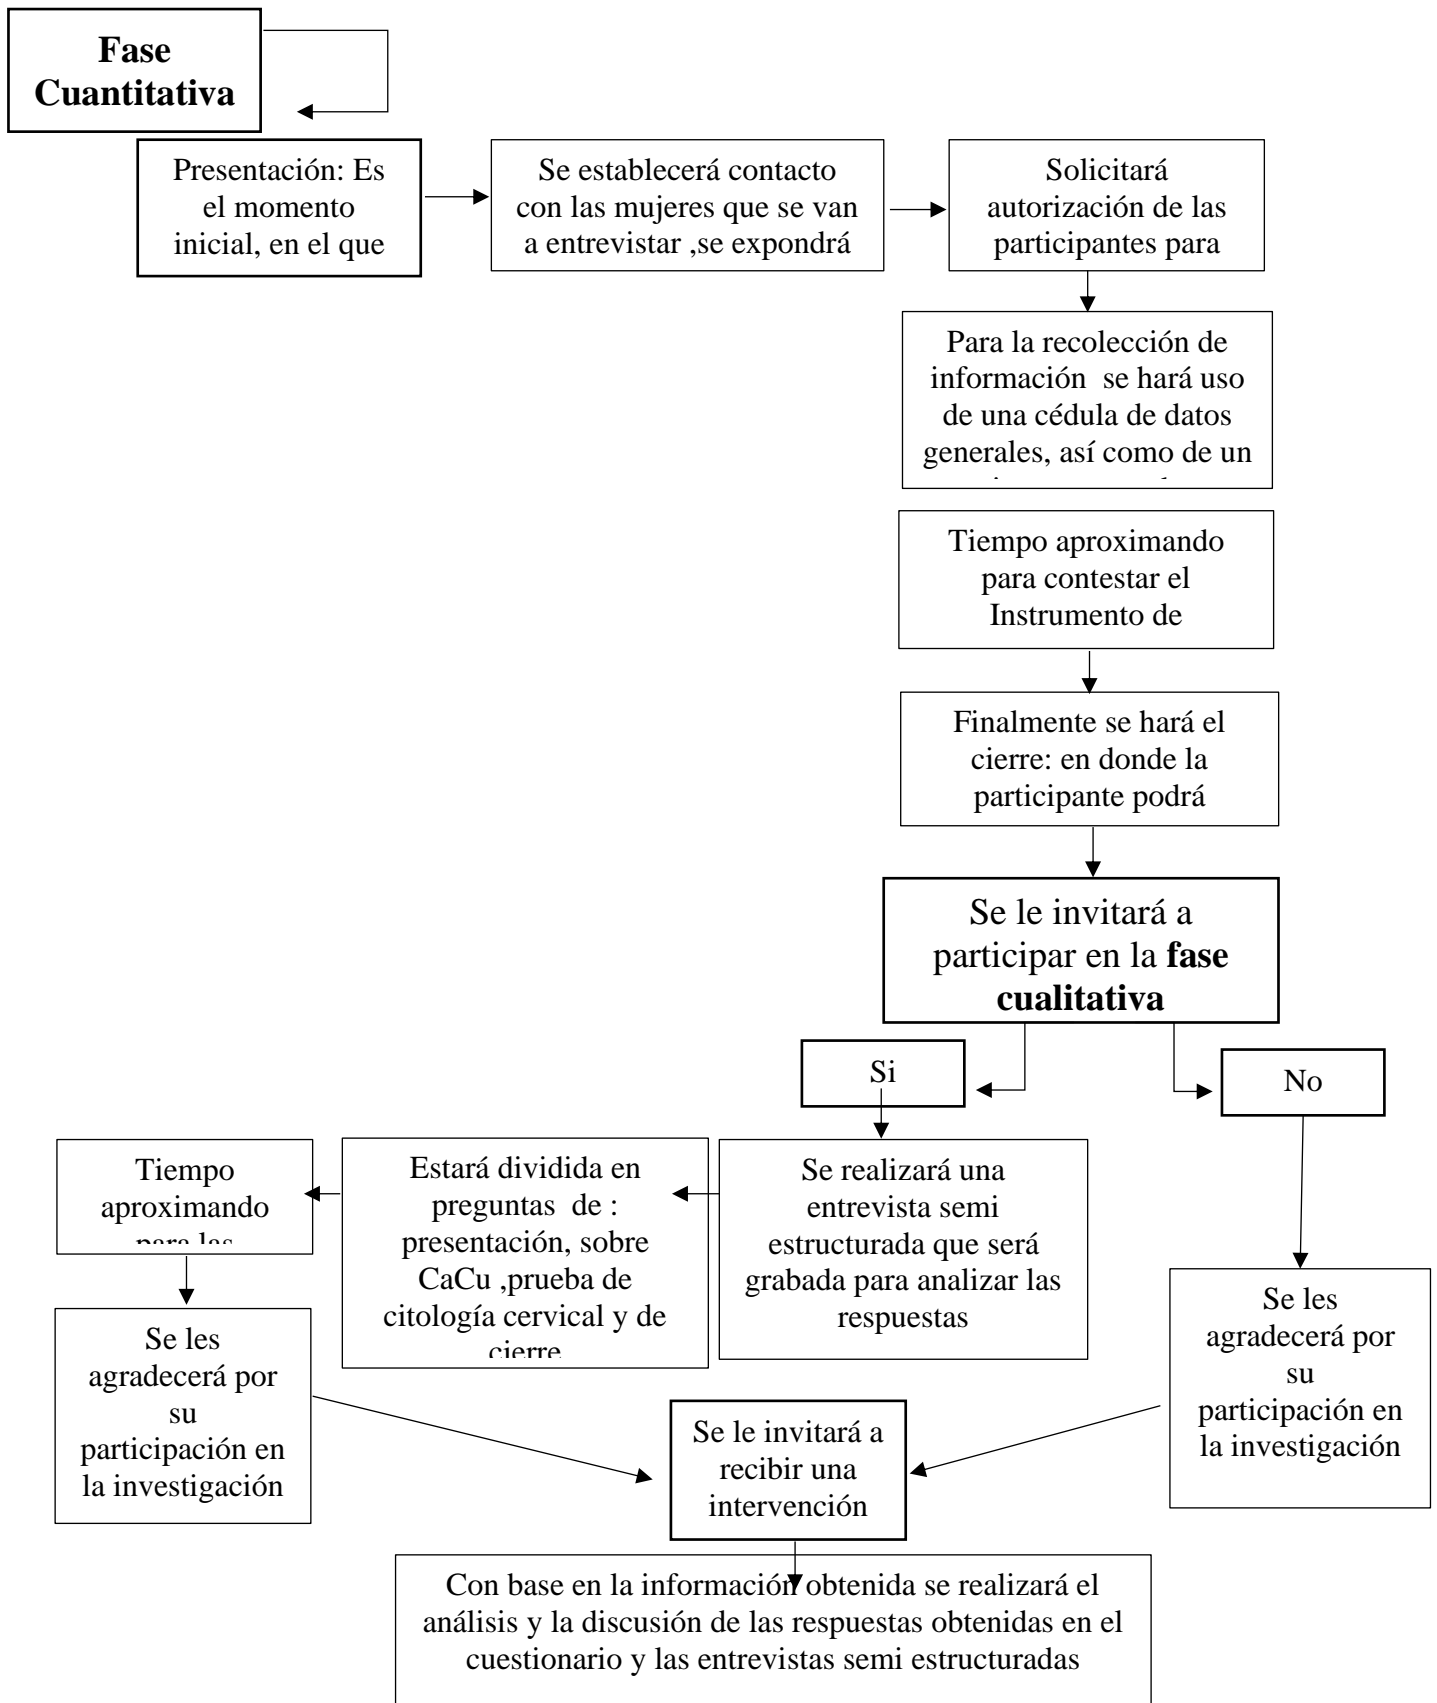 Fase
Cuantitativa
Presentación: Es
el momento
inicial, en el que
Se establecerá contacto
con las mujeres que se van
a entrevistar ,se expondrá
Solicitará
autorización de las
participantes para
Para la recolección de
información  se hará uso
de una cédula de datos
generales, así como de un
Tiempo aproximando
para contestar el
Instrumento de
Finalmente se hará el
cierre: en donde la
participante podrá
Se le invitará a
participar en la fase
cualitativa
Si
No
Se realizará una
entrevista semi
estructurada que será
grabada para analizar las
respuestas
Estará dividida en
preguntas  de :
presentación, sobre
CaCu ,prueba de
citología cervical y de
cierre
Tiempo
aproximando
para las
Se les
agradecerá por
su
participación en
la investigación
Se les
agradecerá por
su
participación en
la investigación
Se le invitará a
recibir una
intervención
Con base en la información obtenida se realizará el
análisis y la discusión de las respuestas obtenidas en el
cuestionario y las entrevistas semi estructuradas